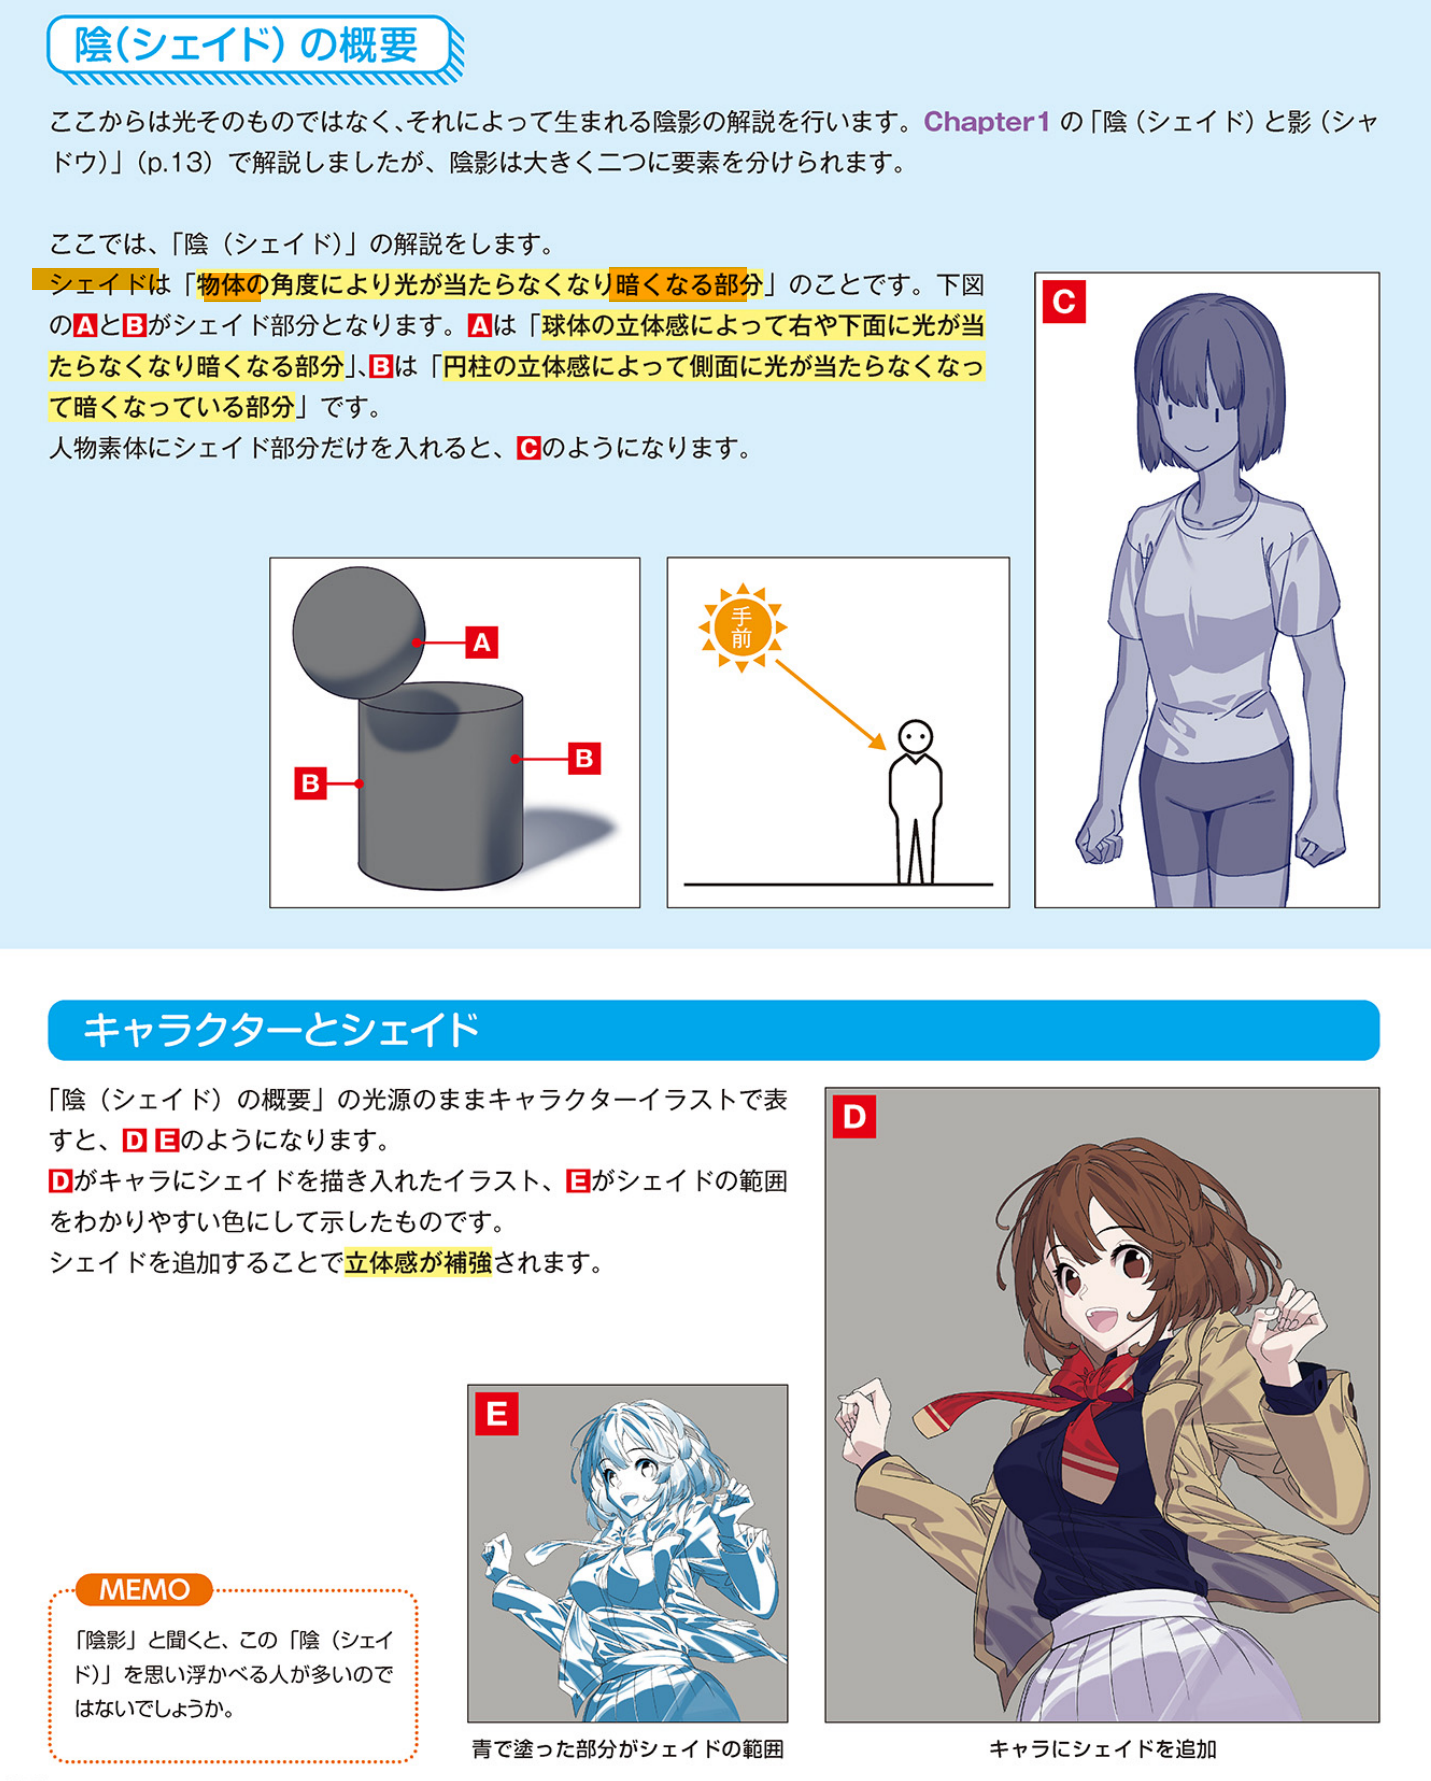 陰(シェイド)の概要
ここからは光そのものではなく、それによって生まれる陰影の解説を行います。Chapter1 の「陰(シェイド)と影(シャ
ドウ)」(p.13)で解説しましたが、陰影は大きく二つに要素を分けられます。
ここでは、「陰(シェイド)」の解説をします。
シェイドは「物体の角度により光が当たらなくなり暗くなる部分」のことです。下図
のAとBがシェイド部分となります。Aは「球体の立体感によって右や下面に光が当
たらなくなり暗くなる部分」、Bは「円柱の立体感によって側面に光が当たらなくなっ
て暗くなっている部分」です。
人物素体にシェイド部分だけを入れると、Cのようになります。
C
A
B
B
手
前
キャラクターとシェイド
「陰(シェイド)の概要」の光源のままキャラクターイラストで表
すと、D Eのようになります。
Dがキャラにシェイドを描き入れたイラスト、Eがシェイドの範囲
をわかりやすい色にして示したものです。
シェイドを追加することで立体感が補強されます。
D
E
MEMO
「陰影」と聞くと、この「陰(シェイ
ド)」を思い浮かべる人が多いので
はないでしょうか。
青で塗った部分がシェイドの範囲
キャラにシェイドを追加